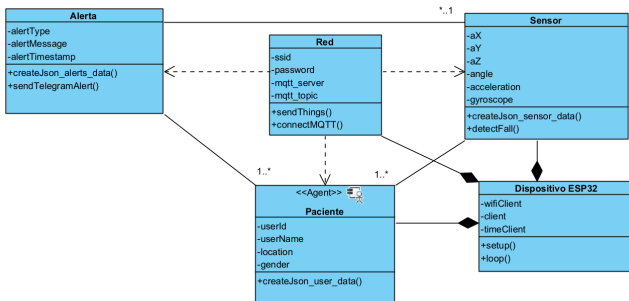 Alerta
-alertType
-alertMessage
-alertTimestamp
+createJson_alerts_data()
+sendTelegramAlert()
*..1
Sensor
-aX
-aY
-aZ
-angle
-acceleration
-gyroscope
+createJson_sensor_data()
+detectFall()
Red
-ssid
-password
-mqtt_server
-mqtt_topic
+sendThings()
+connectMQTT()
1..*
1..*
<<Agent>>
Paciente
-userId
-userName
-location
-gender
+createJson_user_data()
Dispositivo ESP32
-wifiClient
-client
-timeClient
+setup()
+loop()